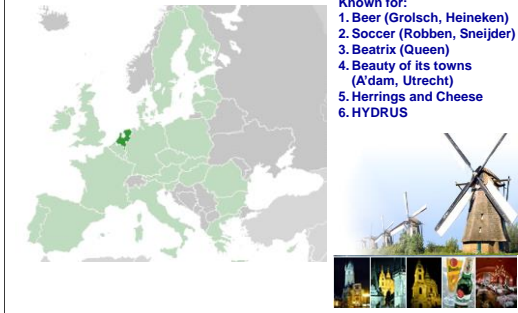 Known for:
1. Beer (Grolsch, Heineken)
2. Soccer (Robben, Sneijder)
3. Beatrix (Queen)
4. Beauty of its towns
(A'dam, Utrecht)
5. Herrings and Cheese
6. HYDRUS